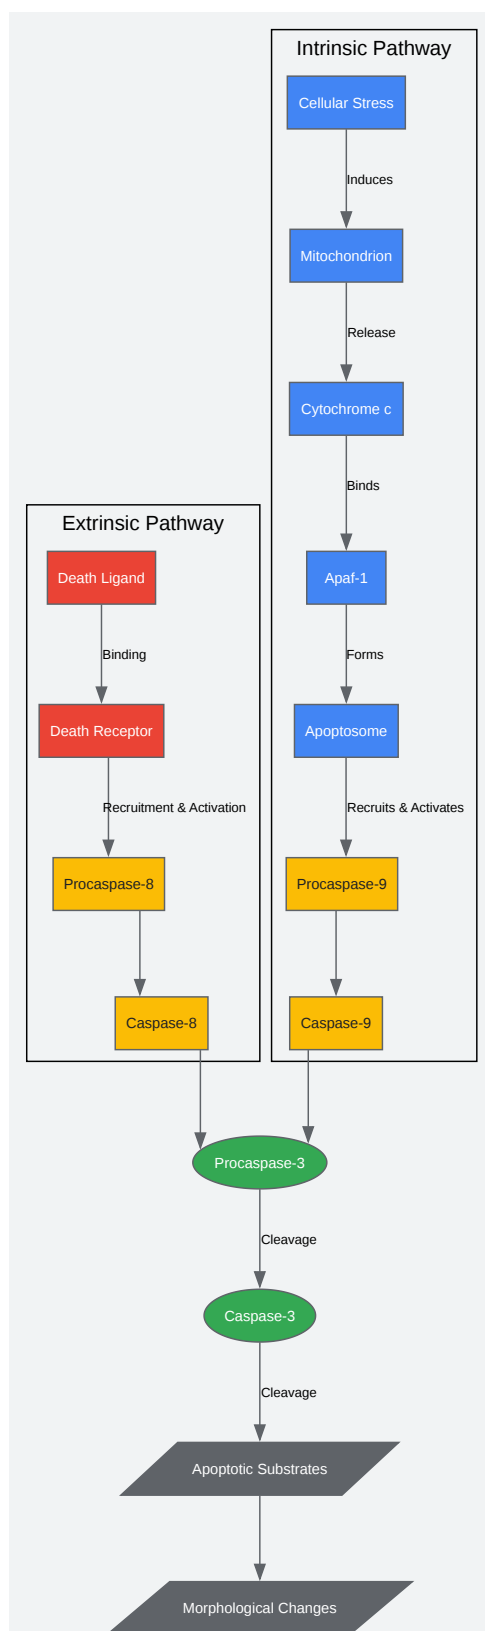 Intrinsic Pathway
Cellular Stress
Induces
Mitochondrion
Release
Cytochrome c
Binds
Apaf-1
Forms
Apoptosome
Recruits & Activates
Procaspase-9
Caspase-9
Extrinsic Pathway
Death Ligand
Binding
Death Receptor
Recruitment & Activation
Procaspase-8
Caspase-8
Procaspase-3
Cleavage
Caspase-3
Cleavage
Apoptotic Substrates
Morphological Changes